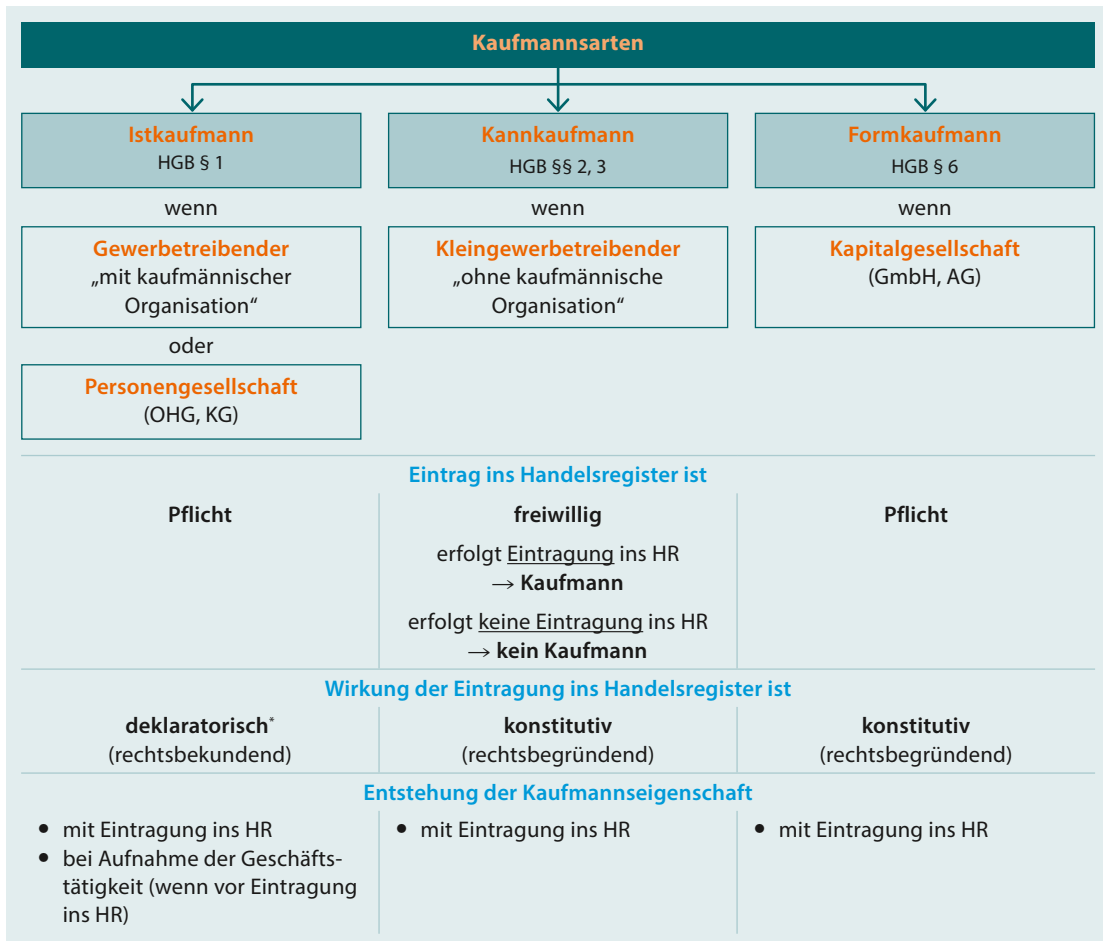 Kaufmannsarten
Istkaufmann
HGB § 1
Kannkaufmann
HGB §§ 2, 3
Formkaufmann
HGB § 6
wenn
wenn
wenn
Gewerbetreibender
„mit kaufmännischer
Organisation“
Kleingewerbetreibender
„ohne kaufmännische
Organisation“
Kapitalgesellschaft
(GmbH, AG)
oder
Personengesellschaft
(OHG, KG)
Eintrag ins Handelsregister ist
Pflicht
freiwillig
erfolgt Eintragung ins HR
→ Kaufmann
erfolgt keine Eintragung ins HR
→ kein Kaufmann
Pflicht
Wirkung der Eintragung ins Handelsregister ist
deklaratorisch*
(rechtsbekundend)
konstitutiv
(rechtsbegründend)
konstitutiv
(rechtsbegründend)
Entstehung der Kaufmannseigenschaft
• mit Eintragung ins HR
• bei Aufnahme der Geschäfts-
tätigkeit (wenn vor Eintragung
ins HR)
• mit Eintragung ins HR
• mit Eintragung ins HR